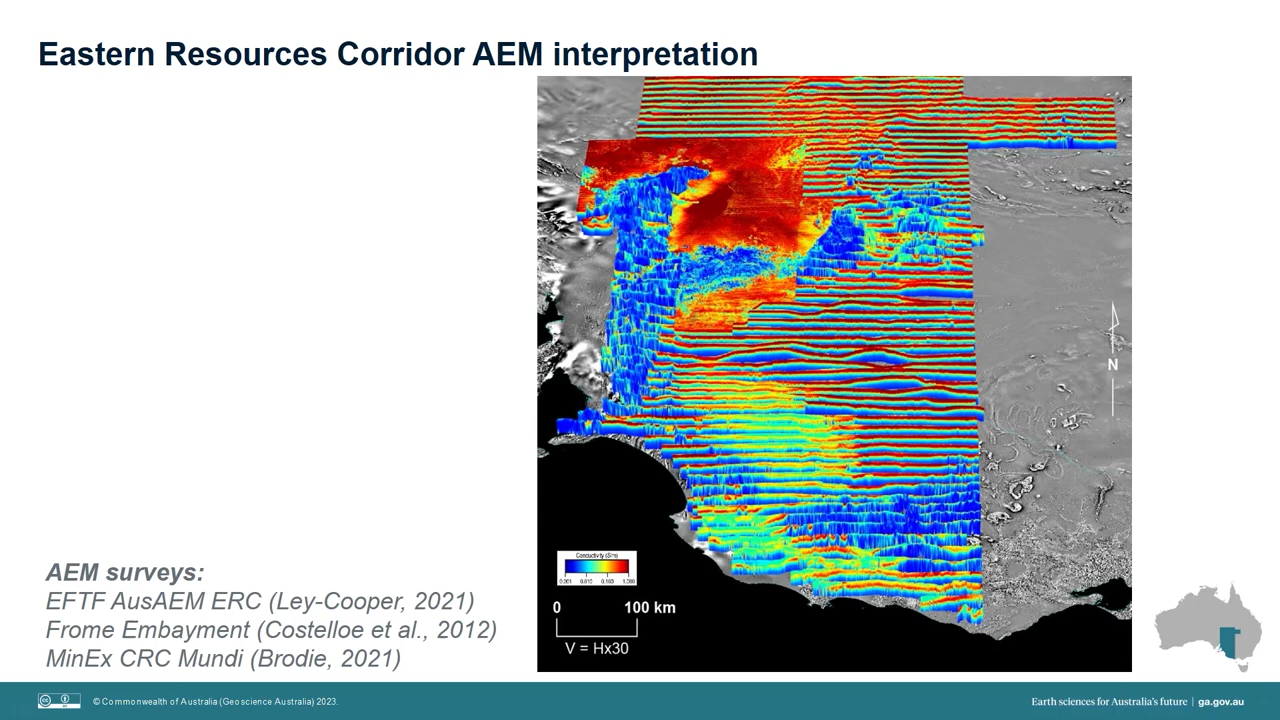 Eastern Resources Corridor AEM interpretation
N
Conductivity (S/m)
0.001 0.010 0.100 1.000
0 100 km
V = Hx30
AEM surveys:
EFTF AusAEM ERC (Ley-Cooper, 2021)
Frome Embayment (Costelloe et al., 2012)
MinEx CRC Mundi (Brodie, 2021)
© Commonwealth of Australia (Geoscience Australia) 2023.
Earth sciences for Australia's future | ga.gov.au